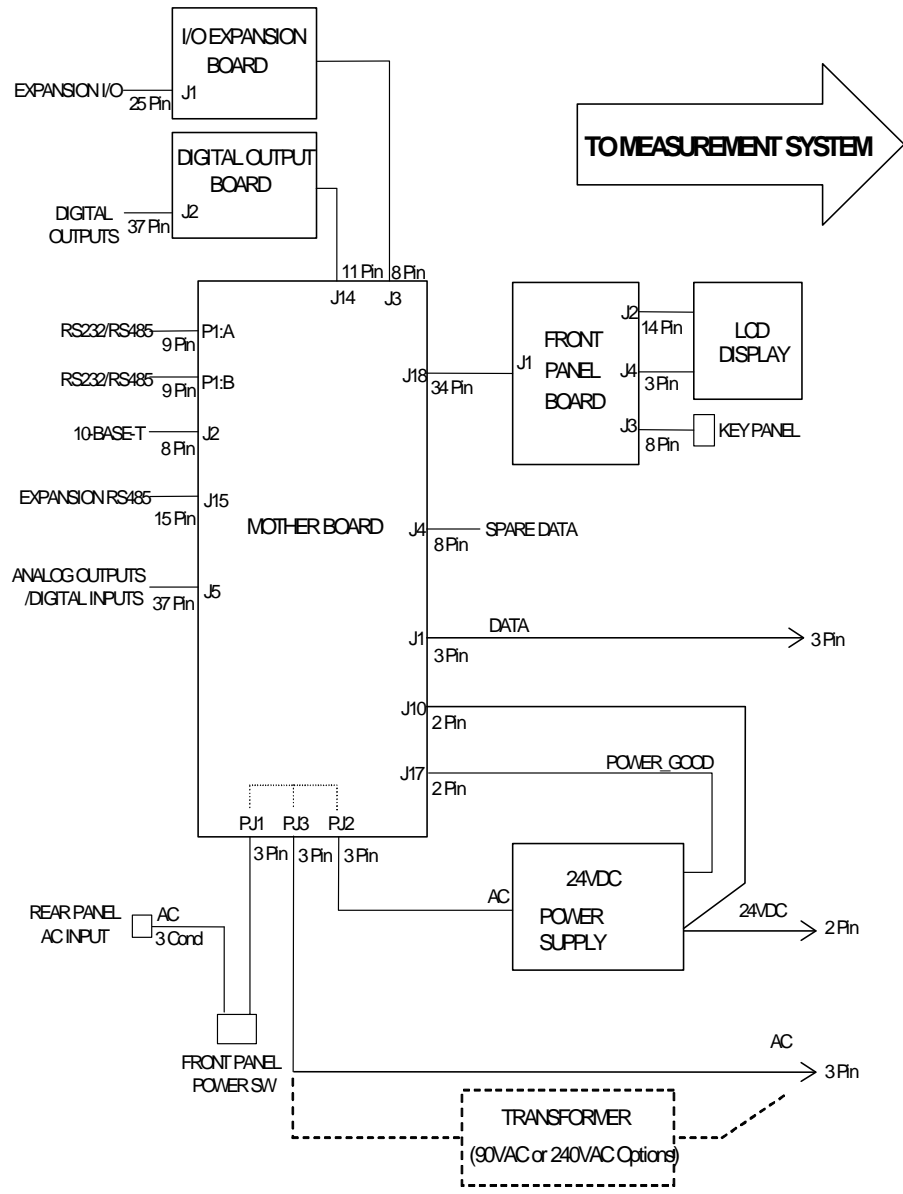 I/O EXPANSION
BOARD
EXPANSION I/O
J1
25 Pin
TO MEASUREMENT SYSTEM
DIGITAL OUTPUT
BOARD
DIGITAL
OUTPUTS
J2
37 Pin
11 Pin
8 Pin
J14
J3
RS232/RS485
P1:A
9 Pin
RS232/RS485
P1:B
9 Pin
10-BASE-T
J2
8 Pin
EXPANSION RS485
J15
15 Pin
MOTHER BOARD
ANALOG OUTPUTS
/DIGITAL INPUTS
J5
37 Pin
J18
34 Pin
J1
FRONT
PANEL
BOARD
J2
14 Pin
J4
3 Pin
J3
8 Pin
LCD
DISPLAY
KEY PANEL
J4
8 Pin
SPARE DATA
J1
3 Pin
DATA
3 Pin
J10
2 Pin
J17
2 Pin
POWER_GOOD
PJ1
PJ3
PJ2
3 Pin
3 Pin
3 Pin
AC
24VDC
POWER
SUPPLY
24VDC
2 Pin
REAR PANEL
AC INPUT
AC
3 Cond
FRONT PANEL
POWER SW
AC
3 Pin
TRANSFORMER
(90VAC or 240VAC Options)